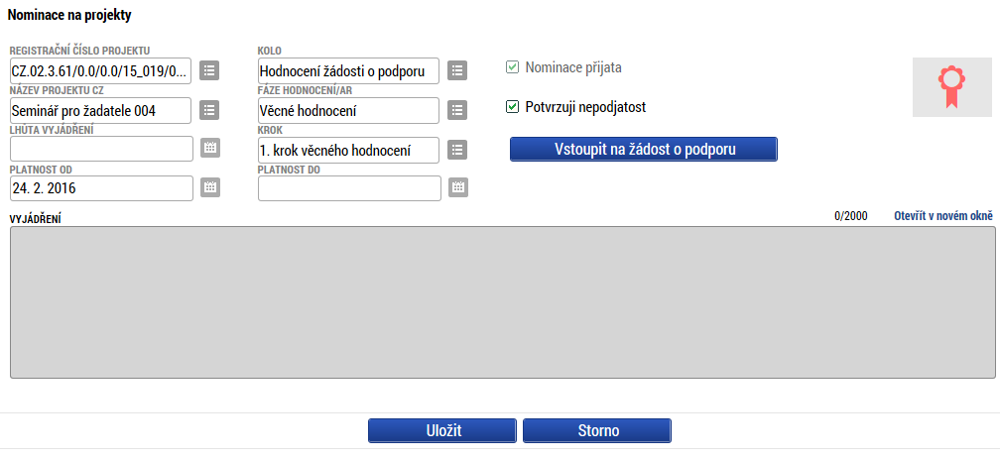 Nominace na projekty
REGISTRAČNÍ ČÍSLO PROJEKTU
CZ.02.3.61/0.0/0.0/15_019/0...
KOLO
Hodnocení žádosti o podporu
Nominace přijata
NÁZEV PROJEKTU CZ
Seminář pro žadatele 004
FÁZE HODNOCENÍ/AR
Věcné hodnocení
Potvrzuji nepodjatost
LHŮTA VYJÁDŘENÍ
KROK
1. krok věcného hodnocení
Vstoupit na žádost o podporu
PLATNOST OD
24. 2. 2016
PLATNOST DO
VYJÁDŘENÍ
0/2000
Otevřít v novém okně
Uložit
Storno